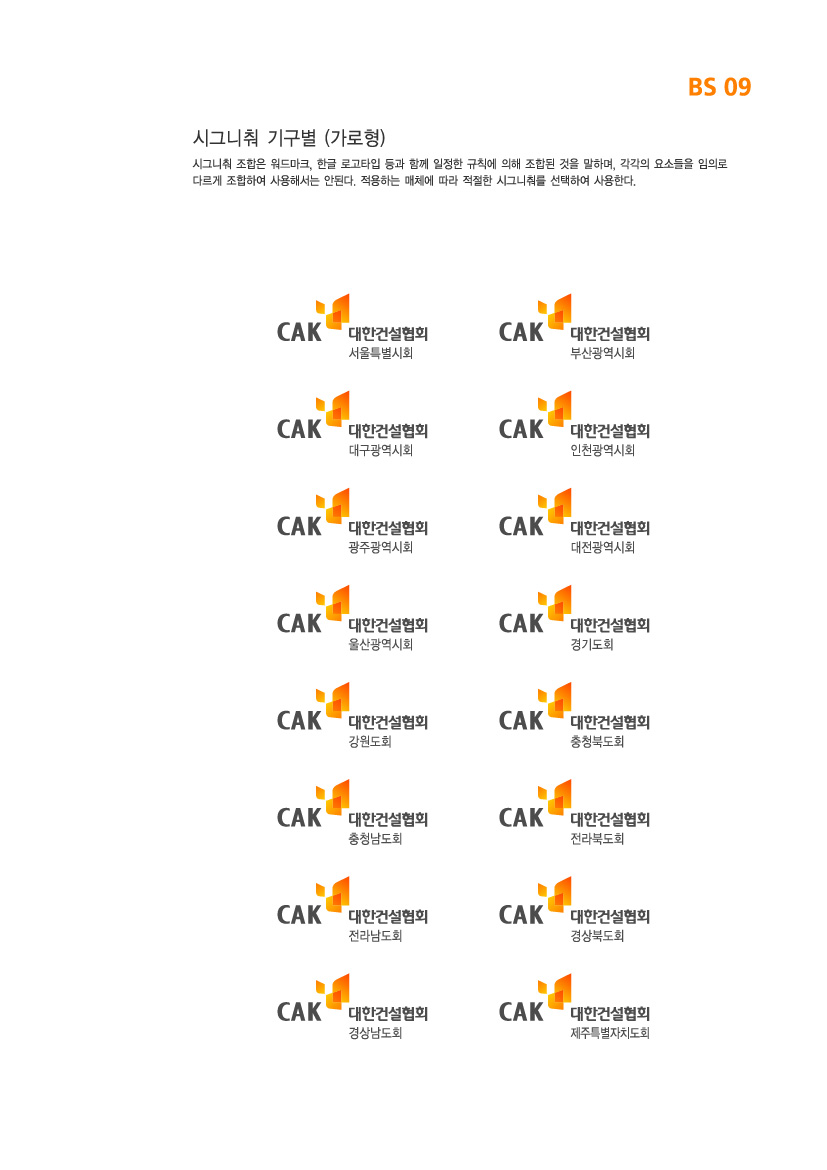 BS 09
시그니춰 기구별 (가로형)
시그니춰 조합은 워드마크, 한글 로고타입 등과 함께 일정한 규칙에 의해 조합된 것을 말하며, 각각의 요소들을 임의로
다르게 조합하여 사용해서는 안된다. 적용하는 매체에 따라 적절한 시그니춰를 선택하여 사용한다.
CAK 대한건설협회
서울특별시회
CAK 대한건설협회
부산광역시회
CAK 대한건설협회
대구광역시회
CAK 대한건설협회
인천광역시회
CAK 대한건설협회
광주광역시회
CAK 대한건설협회
대전광역시회
CAK 대한건설협회
울산광역시회
CAK 대한건설협회
경기도회
CAK 대한건설협회
강원도회
CAK 대한건설협회
충청북도회
CAK 대한건설협회
충청남도회
CAK 대한건설협회
전라북도회
CAK 대한건설협회
전라남도회
CAK 대한건설협회
경상북도회
CAK 대한건설협회
경상남도회
CAK 대한건설협회
제주특별자치도회